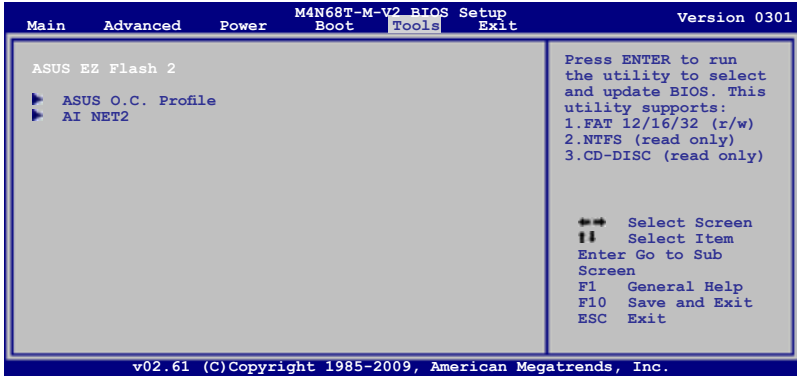 M4N68T-M-V2 BIOS Setup
Version 0301
Main Advanced Power Boot Tools Exit
ASUS EZ Flash 2
ASUS O.C. Profile
AI NET2
Press ENTER to run
the utility to select
and update BIOS. This
utility supports:
1.FAT 12/16/32 (r/w)
2.NTFS (read only)
3.CD-DISC (read only)
Select Screen
Select Item
Enter Go to Sub
Screen
F1 General Help
F10 Save and Exit
ESC Exit
v02.61 (C)Copyright 1985-2009, American Megatrends, Inc.